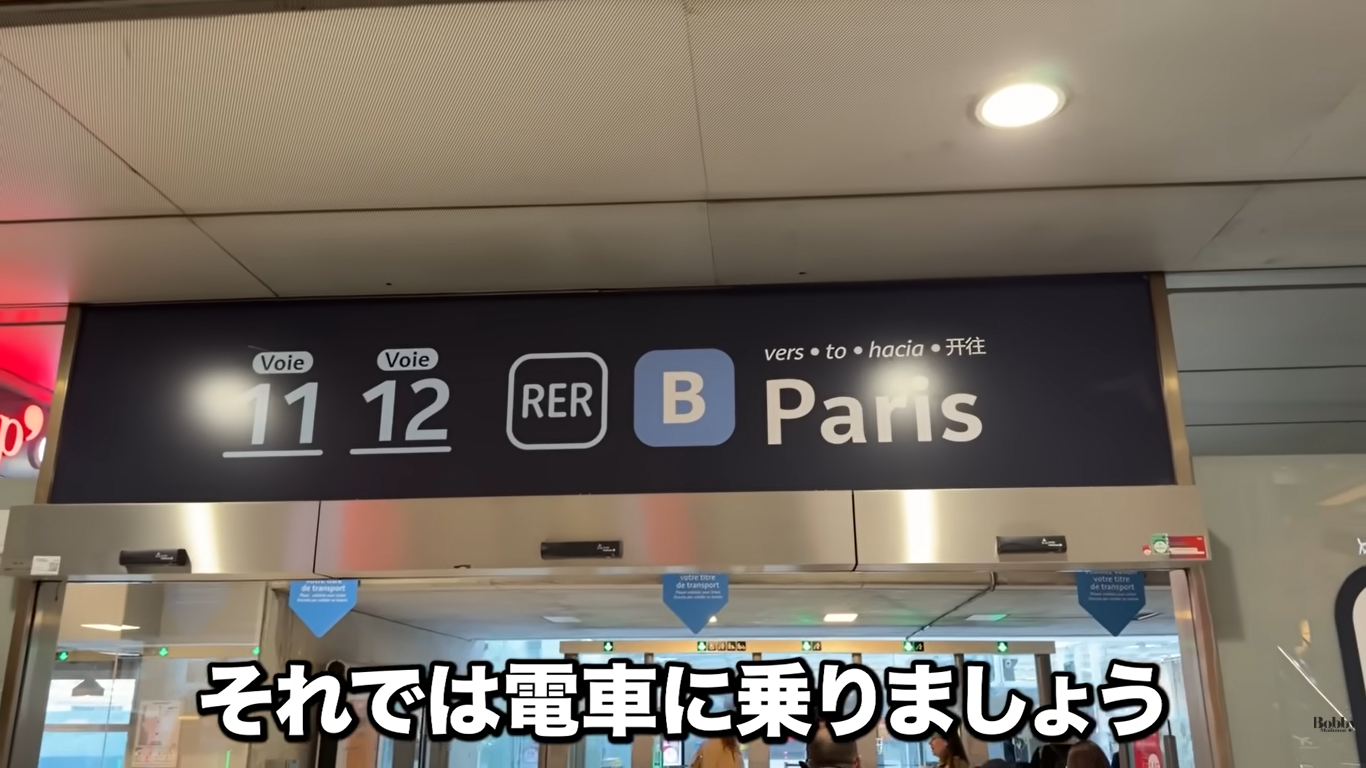 Voie Voie
11 12 RER B
vers • to • hacia • 开往
Paris
p'
votre titre
de transport
votre titre
de transport
votre titre
de transport
それでは電車に乗りましょう
Bobby